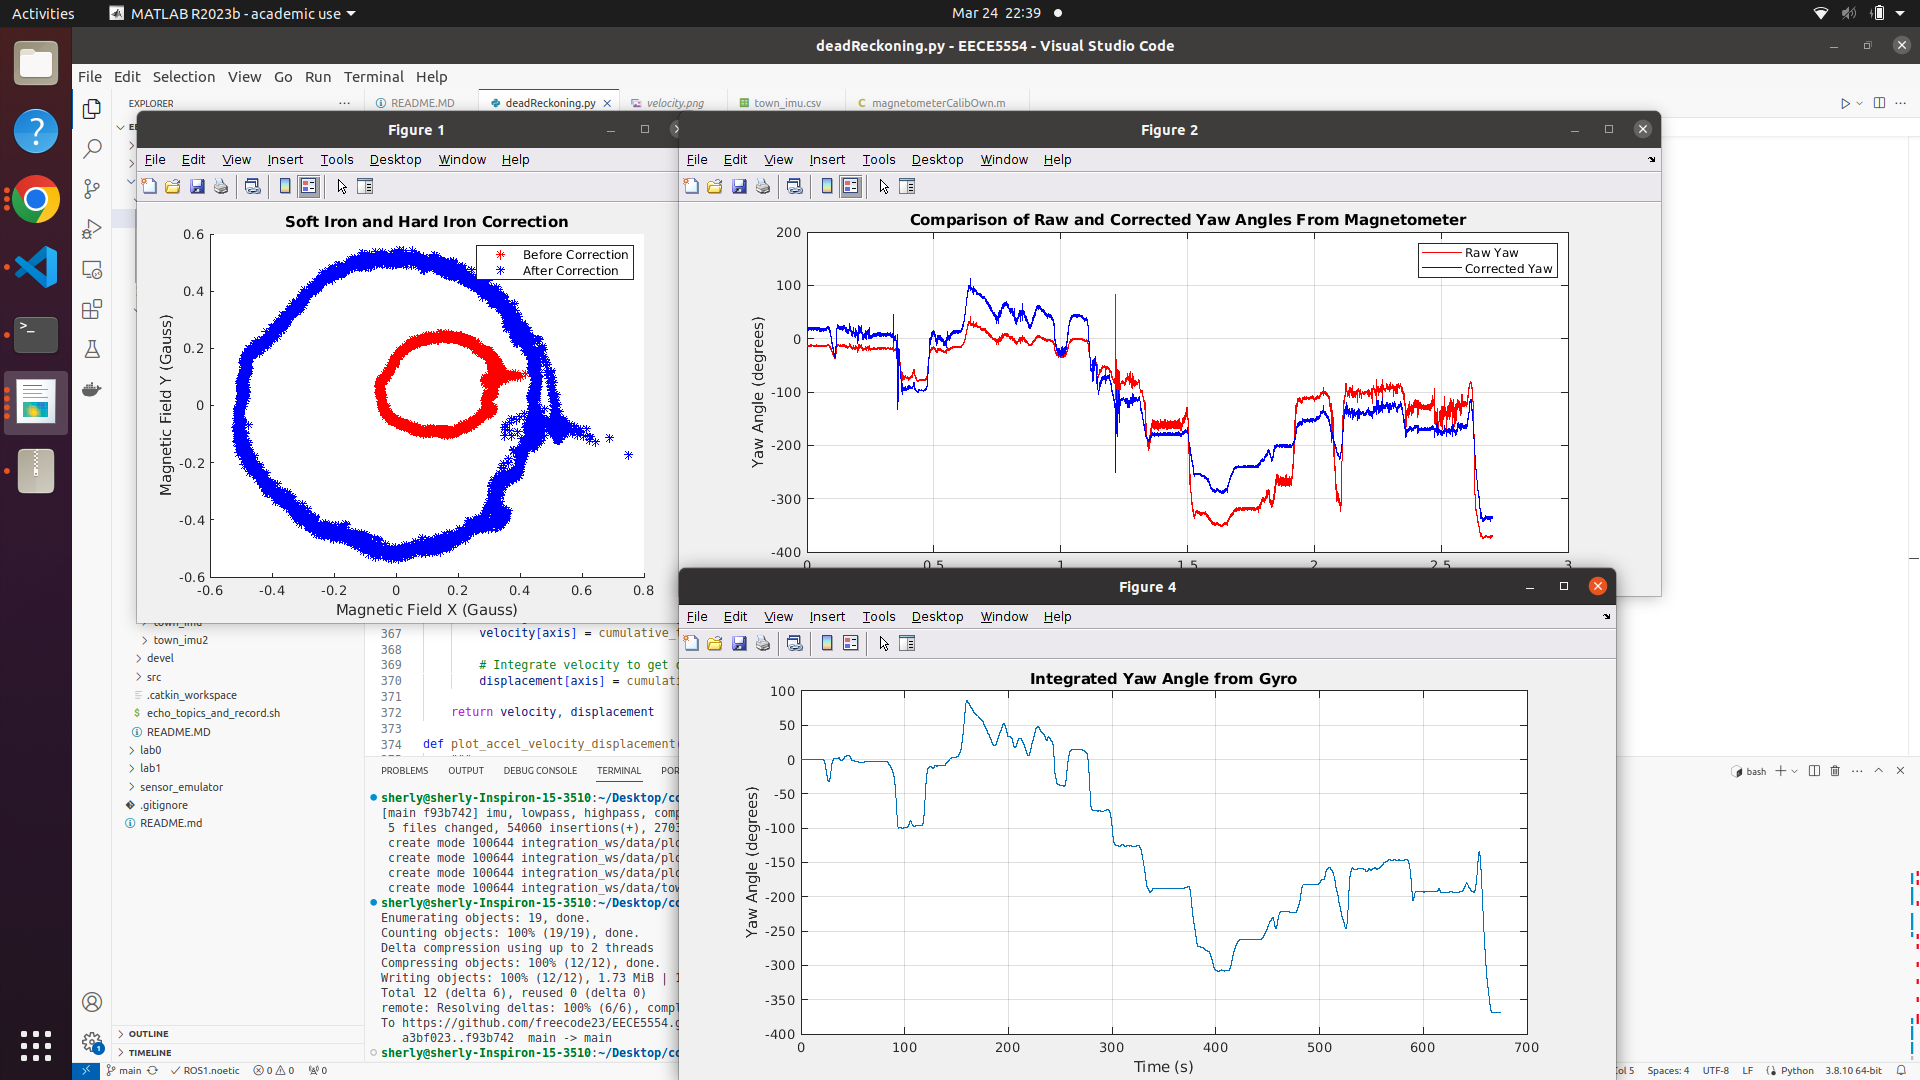 Activities
MATLAB R2023b - academic use
Mar 24 22:39
deadReckoning.py - EECE5554 - Visual Studio Code
File Edit Selection View Go Run Terminal Help
EXPLORER
README.MD
deadReckoning.py
velocity.png
town_imu.csv
magnetometerCalibOwn.m
Figure 1
File Edit View Insert Tools Desktop Window Help
Soft Iron and Hard Iron Correction
Before Correction
After Correction
0.6
0.4
0.2
0
-0.2
-0.4
-0.6
-0.6 -0.4 -0.2 0 0.2 0.4 0.6 0.8
Magnetic Field Y (Gauss)
Magnetic Field X (Gauss)
Figure 2
File Edit View Insert Tools Desktop Window Help
Comparison of Raw and Corrected Yaw Angles From Magnetometer
Raw Yaw
Corrected Yaw
200
100
0
-100
-200
-300
-400
0 0.5 1 1.5 2 2.5 3
Yaw Angle (degrees)
Figure 4
File Edit View Insert Tools Desktop Window Help
Integrated Yaw Angle from Gyro
100
50
0
-50
-100
-150
-200
-250
-300
-350
-400
0 100 200 300 400 500 600 700
Yaw Angle (degrees)
Time (s)
town_imu2
devel
src
.catkin_workspace
echo_topics_and_record.sh
README.MD
lab0
lab1
sensor_emulator
.gitignore
README.md
OUTLINE
TIMELINE
367 velocity[axis] = cumulative_
368
369 # Integrate velocity to get
370 displacement[axis] =
371
372 return velocity, displacement
373
374 def plot_accel_velocity_displacement(
PROBLEMS OUTPUT DEBUG CONSOLE TERMINAL
bash
sherly@sherly-Inspiron-15-3510:~/Desktop/
[main f93b742] imu, lowpass, highpass,
5 files changed, 54060 insertions(+),
create mode 100644 integration_ws/data/
create mode 100644 integration_ws/data/
create mode 100644 integration_ws/data/
create mode 100644 integration_ws/data/
sherly@sherly-Inspiron-15-3510:~/Desktop/
Enumerating objects: 19, done.
Counting objects: 100% (19/19), done.
Delta compression using up to 2 threads
Compressing objects: 100% (12/12), done.
Writing objects: 100% (12/12), 1.73 MiB |
Total 12 (delta 6), reused 0 (delta 0)
remote: Resolving deltas: 100% (6/6),
To https://github.com/freecode23/EECE5554.
a3bf023..f93b742 main -> main
sherly@sherly-Inspiron-15-3510:~/Desktop/
main ROS1.noetic 0 0 0
Col 5 Spaces: 4 UTF-8 LF Python 3.8.10 64-bit